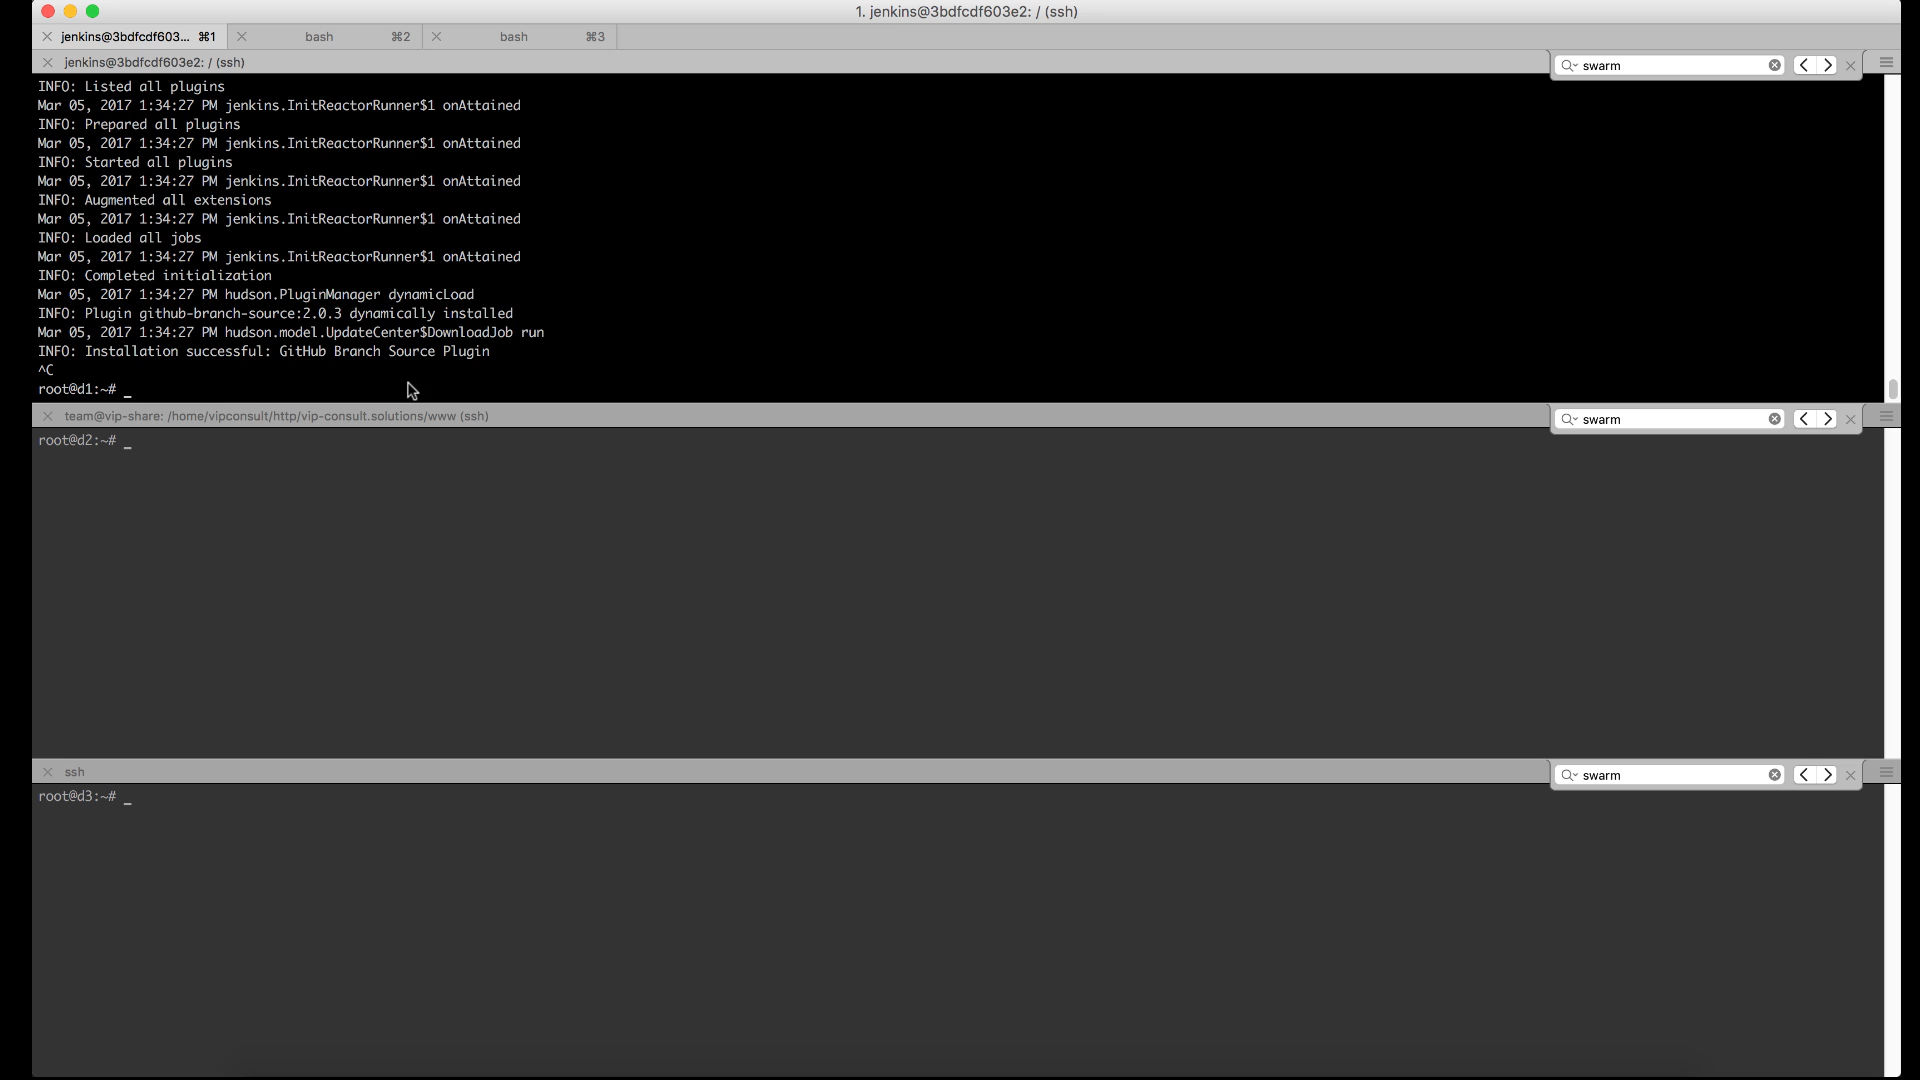 1. jenkins@3bdfcdf603e2: / (ssh)
jenkins@3bdfcdf603... ⌘1 bash ⌘2 bash ⌘3
jenkins@3bdfcdf603e2: / (ssh) swarm
INFO: Listed all plugins
Mar 05, 2017 1:34:27 PM jenkins.InitReactorRunner$1 onAttained
INFO: Prepared all plugins
Mar 05, 2017 1:34:27 PM jenkins.InitReactorRunner$1 onAttained
INFO: Started all plugins
Mar 05, 2017 1:34:27 PM jenkins.InitReactorRunner$1 onAttained
INFO: Augmented all extensions
Mar 05, 2017 1:34:27 PM jenkins.InitReactorRunner$1 onAttained
INFO: Loaded all jobs
Mar 05, 2017 1:34:27 PM jenkins.InitReactorRunner$1 onAttained
INFO: Completed initialization
Mar 05, 2017 1:34:27 PM hudson.PluginManager dynamicLoad
INFO: Plugin github-branch-source:2.0.3 dynamically installed
Mar 05, 2017 1:34:27 PM hudson.model.UpdateCenter$DownloadJob run
INFO: Installation successful: GitHub Branch Source Plugin
^C
root@d1:~# _
team@vip-share: /home/vipconsult/http/vip-consult.solutions/www (ssh) swarm
root@d2:~# _
ssh swarm
root@d3:~# _